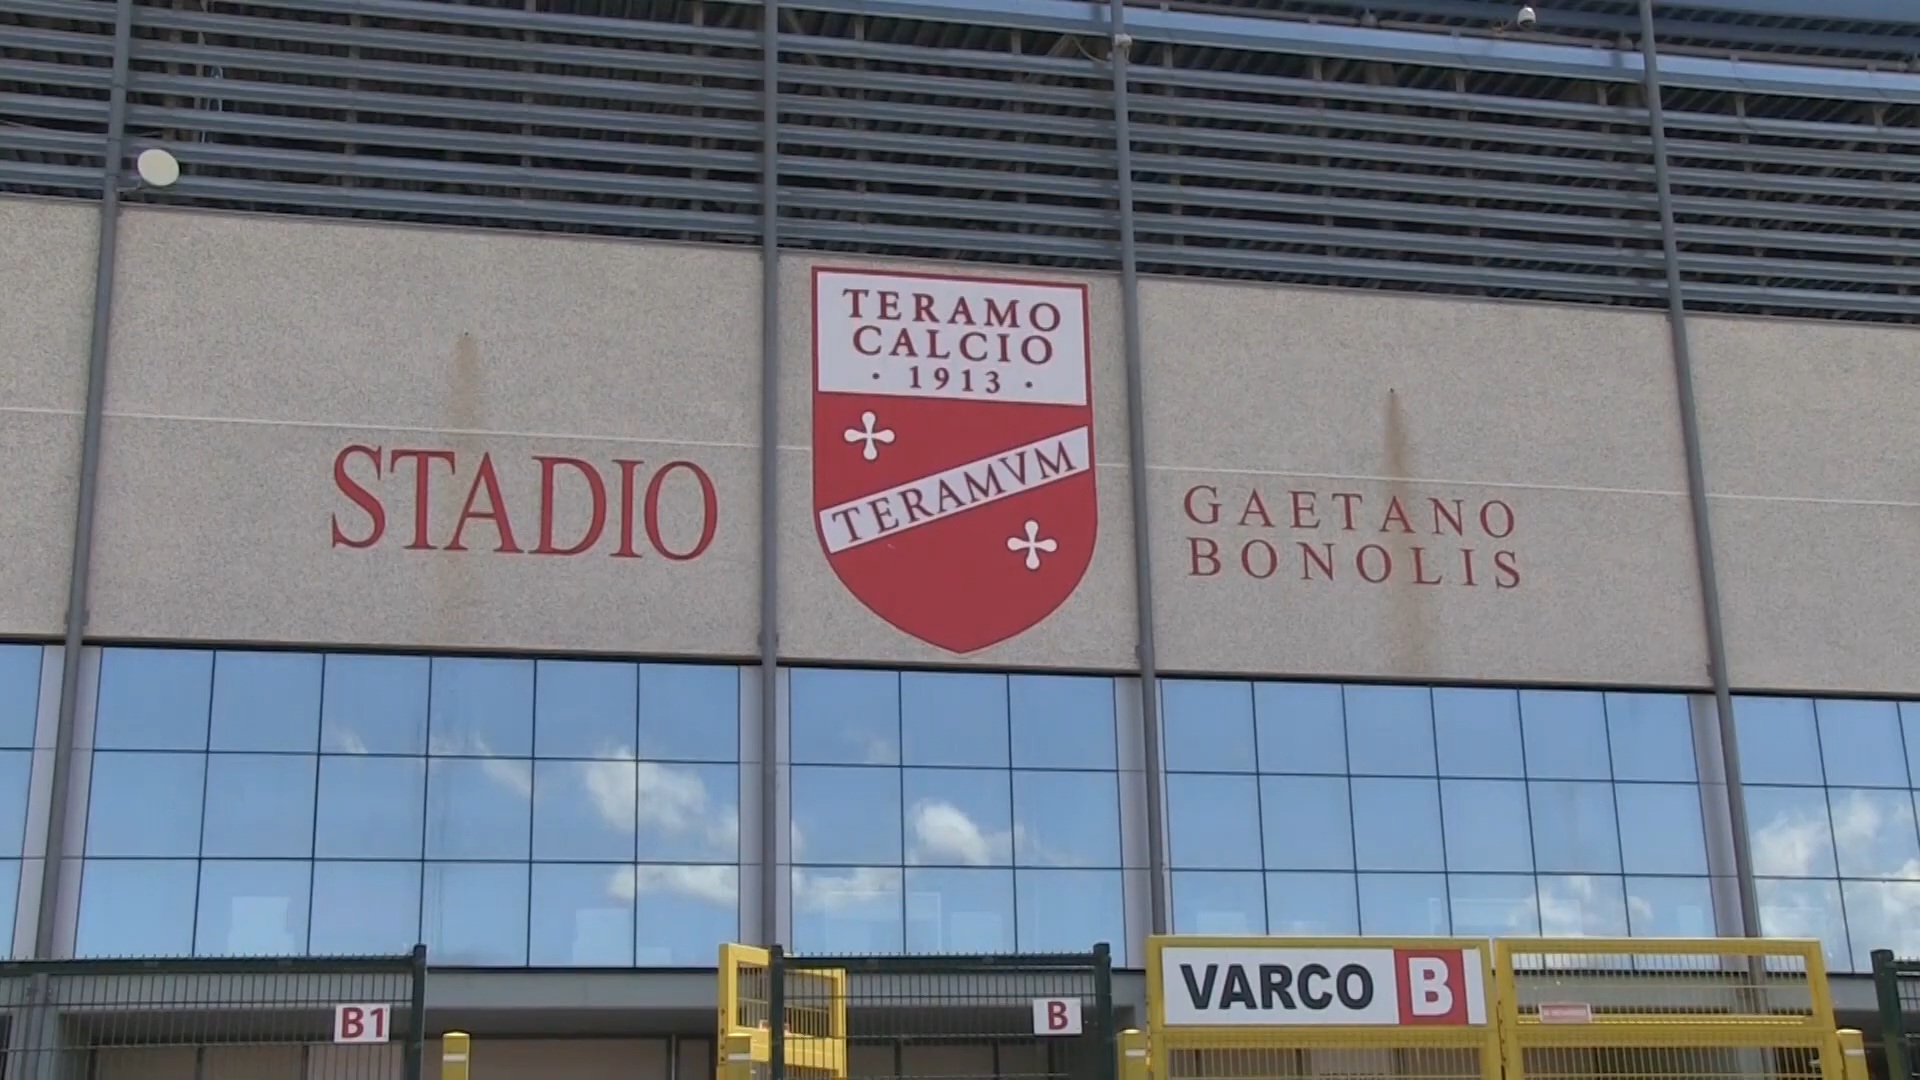 STADIO
TERAMO
CALCIO
· 1913 ·
TERAMVM
GAETANO
BONOLIS
B1
B
VARCO B